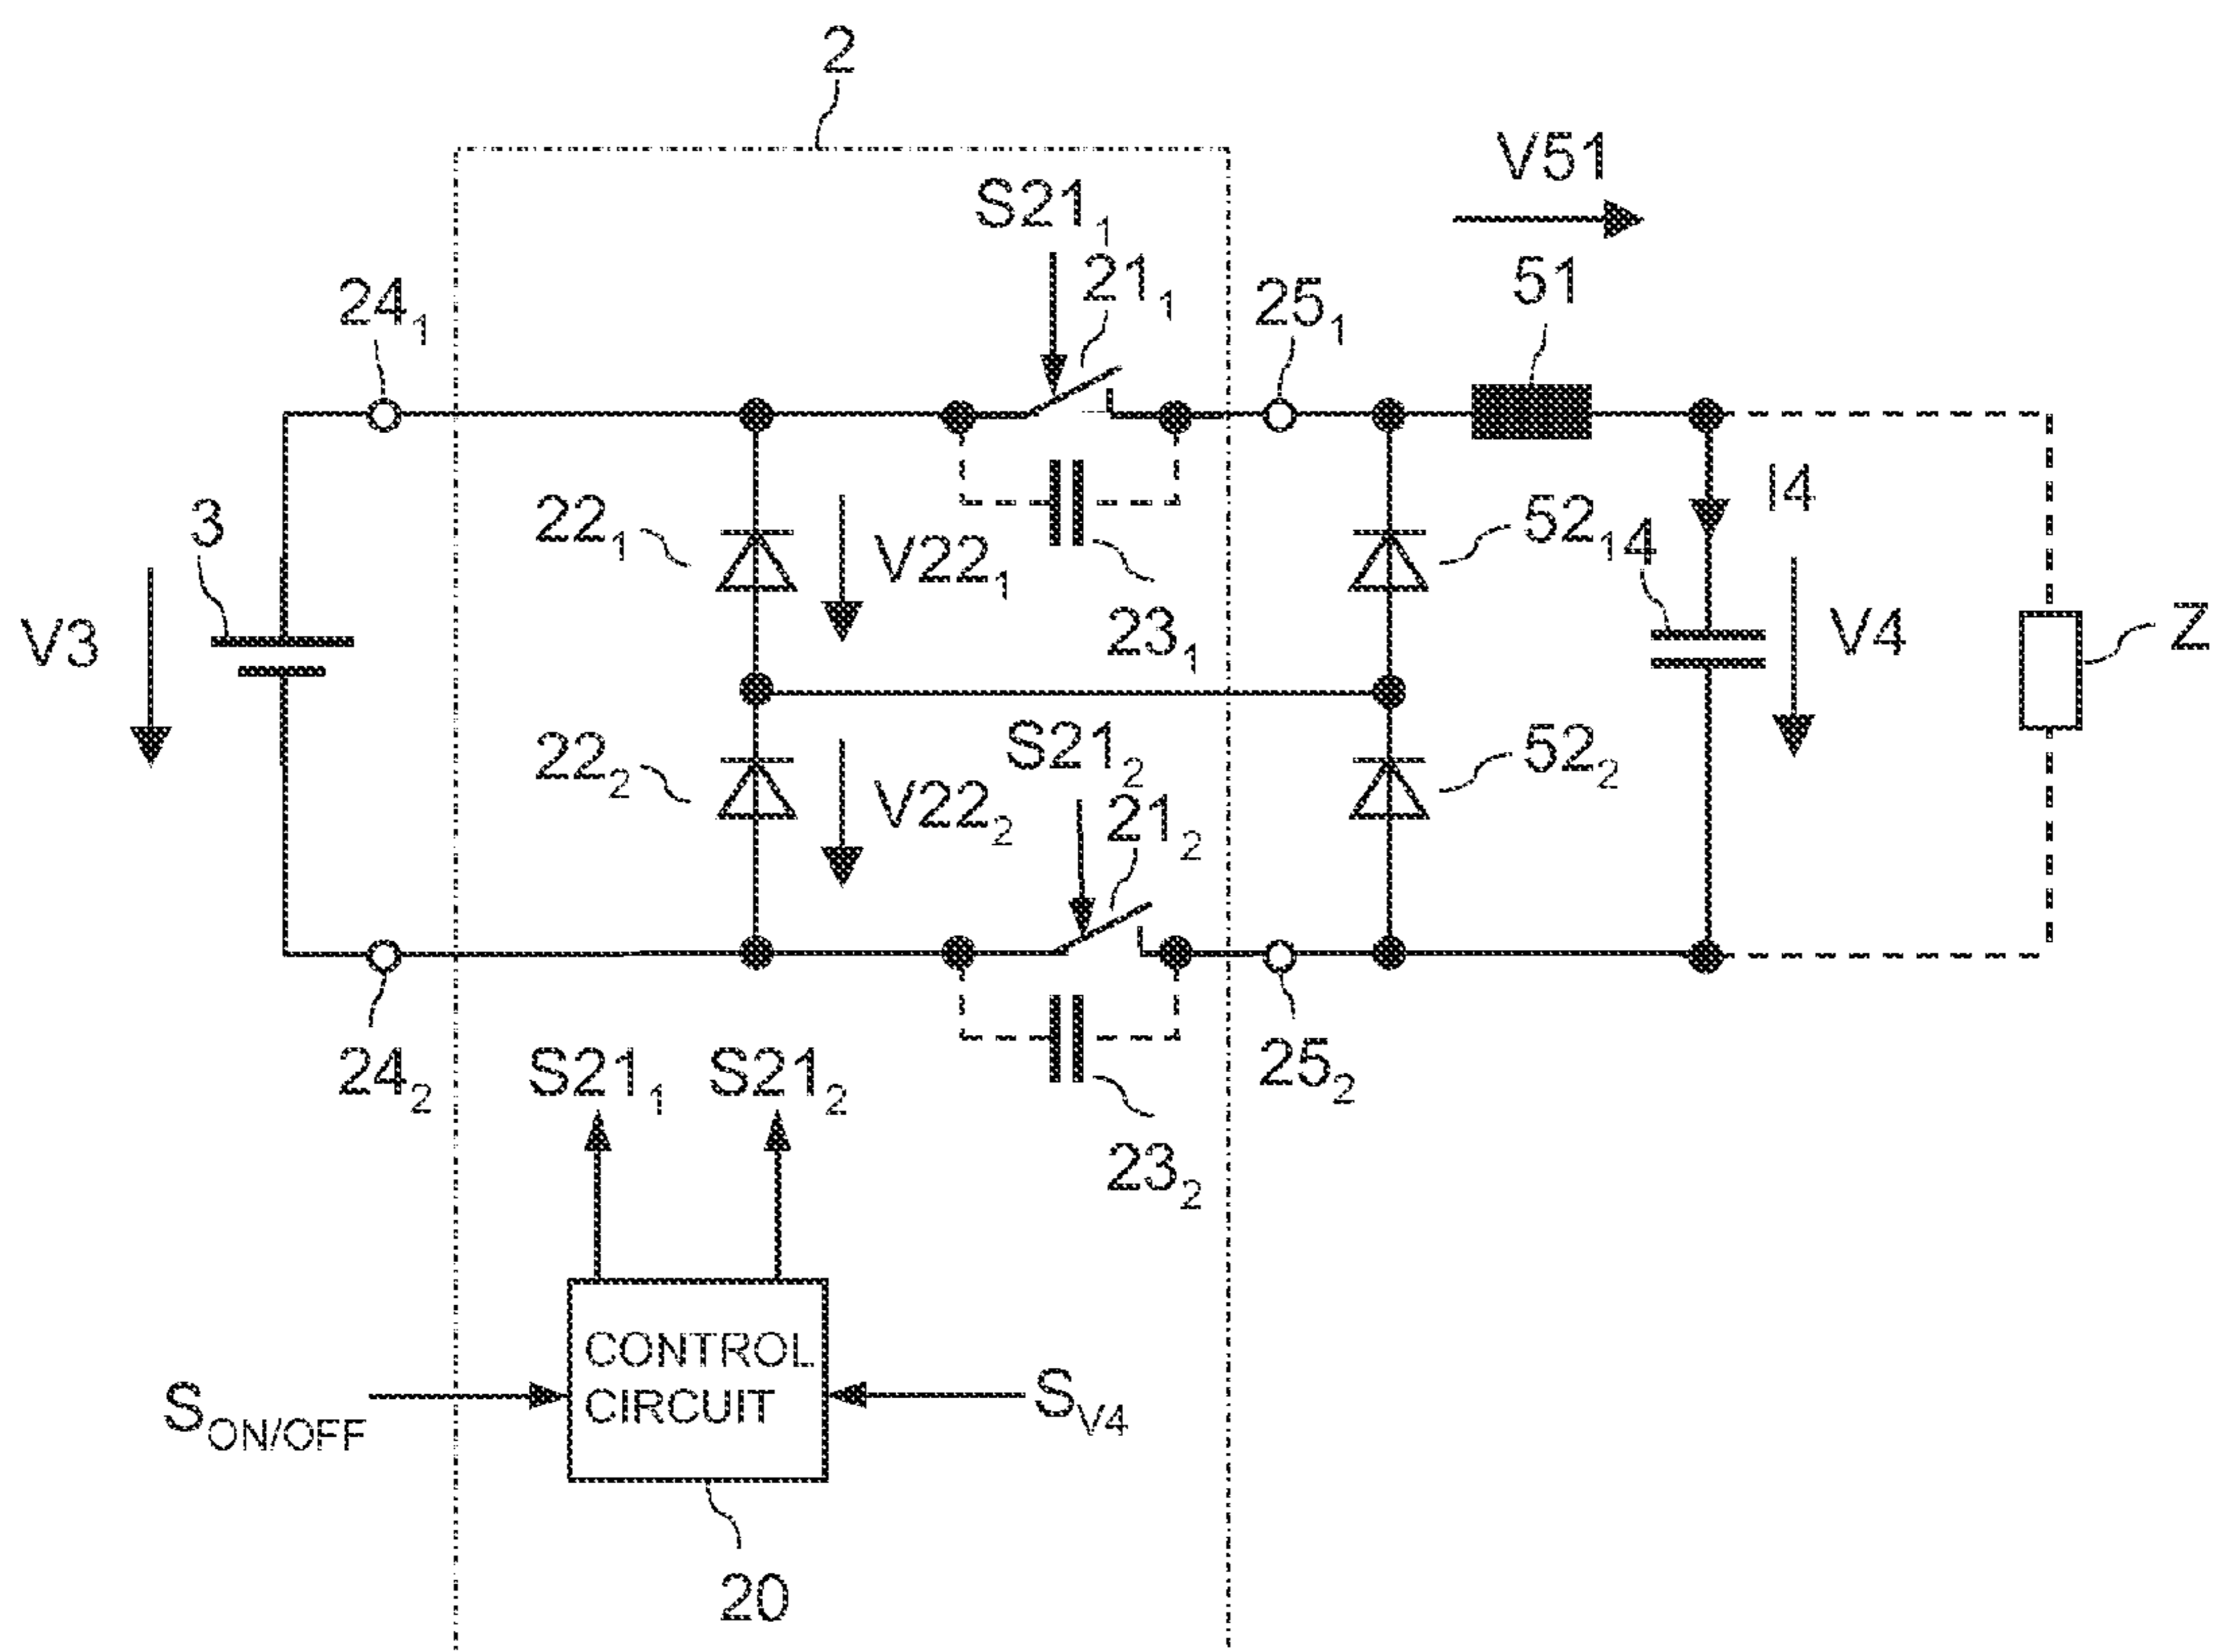 2
V51
S21₁
21₁
51
24₁
25₁
3
22₁
V22₁
52₁
4
I4
V3
23₁
V4
Z
22₂
V22₂
S21₂
21₂
52₂
24₂
S21₁
S21₂
25₂
23₂
CONTROL
CIRCUIT
S_ON/OFF
S_V4
20